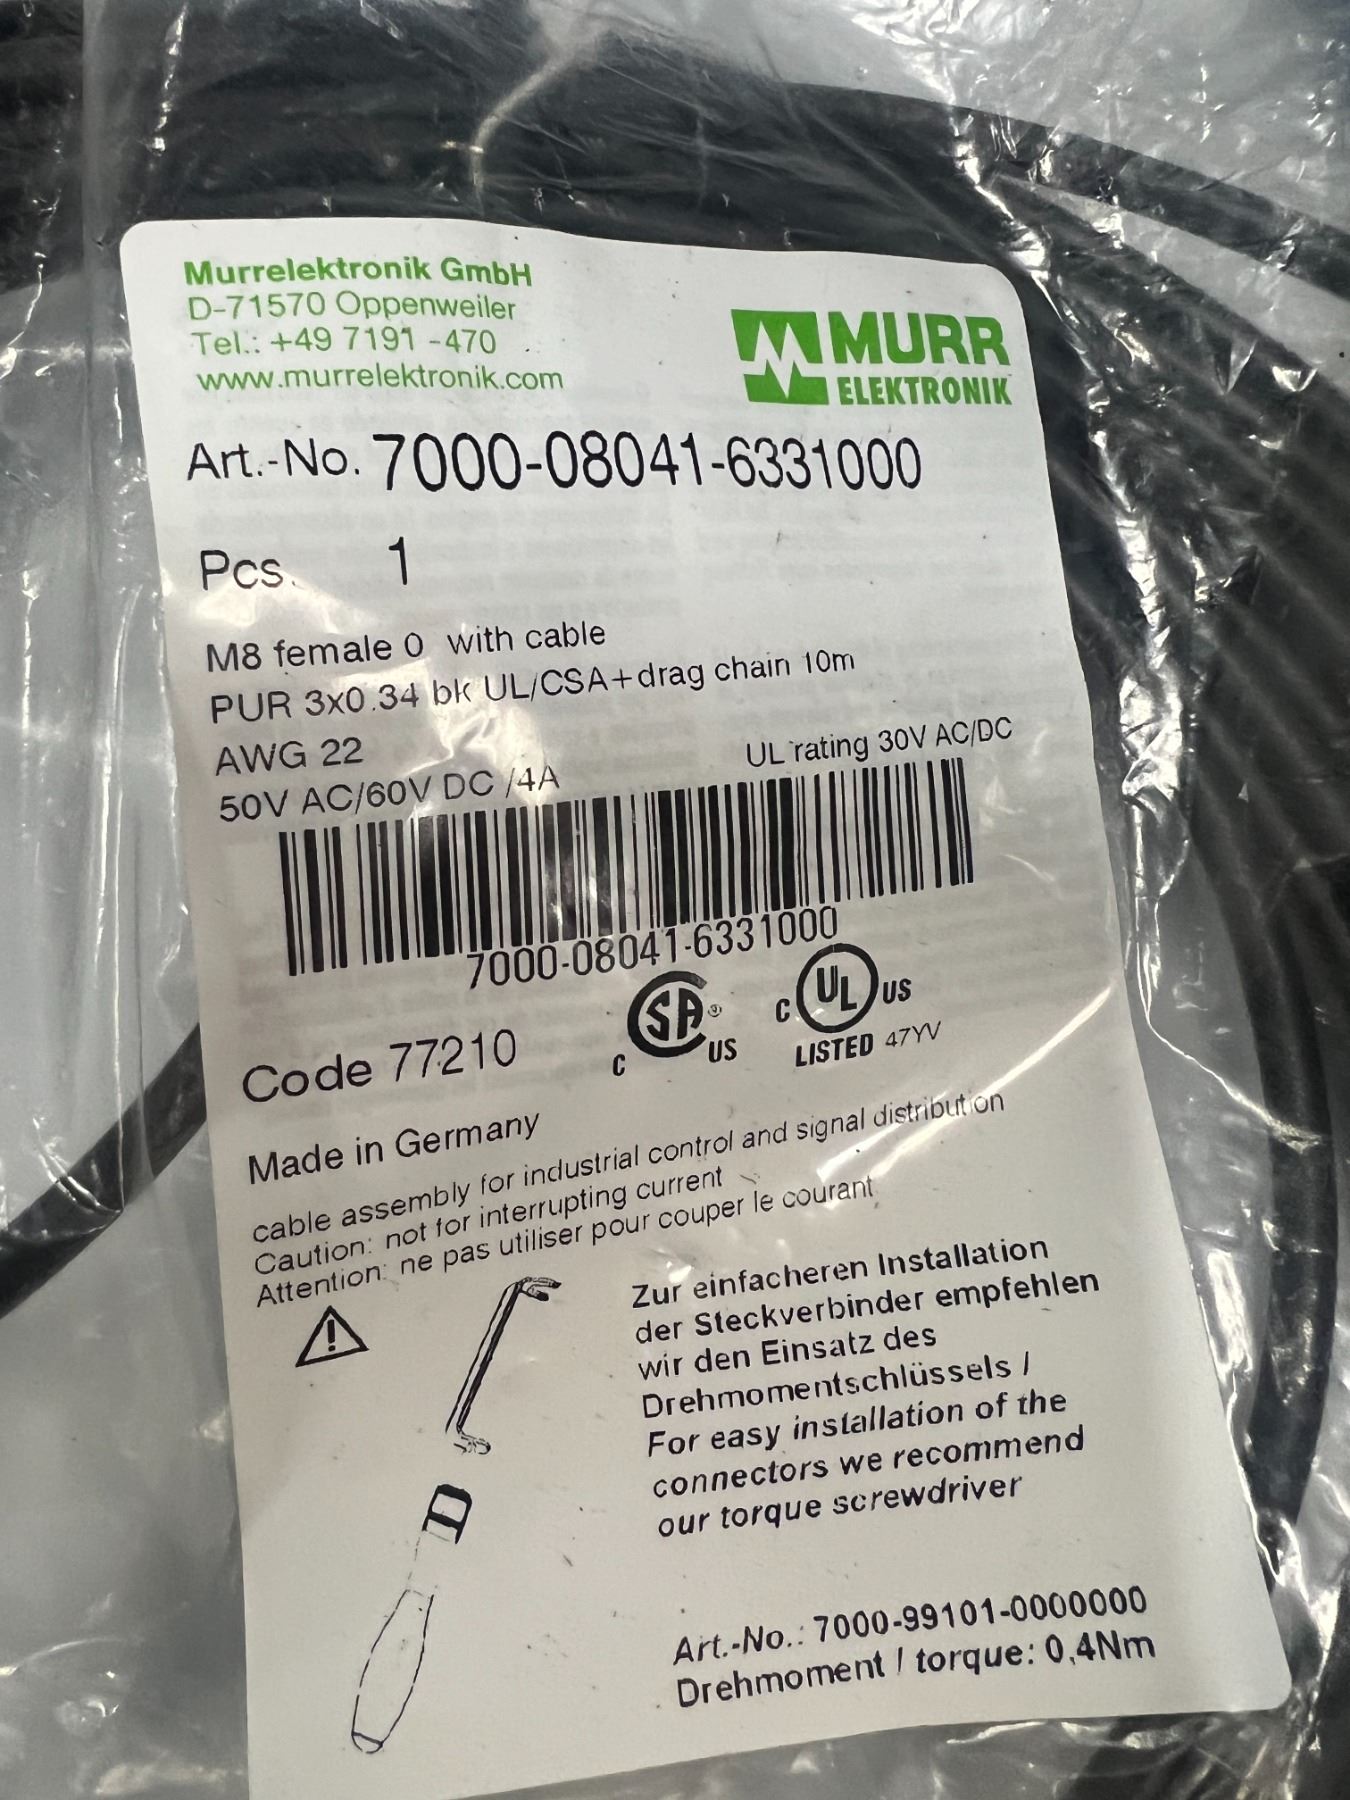 Murrelektronik GmbH
D-71570 Oppenweiler
Tel.: +49 7191 -470
www.murrelektronik.com
MURR
ELEKTRONIK
Art.-No. 7000-08041-6331000
Pcs. 1
M8 female 0 with cable
PUR 3x0.34 bk UL/CSA+drag chain 10m
AWG 22
50V AC/60V DC /4A
UL rating 30V AC/DC
7000-08041-6331000
Code 77210
C SA® US
C UL US
LISTED 47YV
Made in Germany
cable assembly for industrial control and signal distribution
Caution: not for interrupting current
Attention: ne pas utiliser pour couper le courant
Zur einfacheren Installation
der Steckverbinder empfehlen
wir den Einsatz des
Drehmomentschlüssels /
For easy installation of the
connectors we recommend
our torque screwdriver
Art.-No.: 7000-99101-0000000
Drehmoment / torque: 0,4Nm